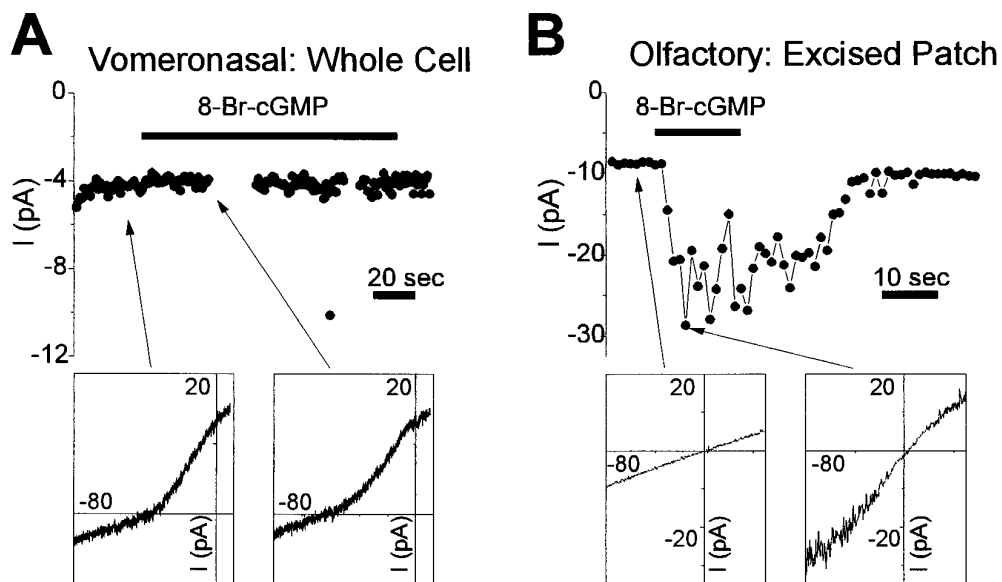 A
Vomeronasal: Whole Cell
0
-4
-8
-12
I (pA)
8-Br-cGMP
20 sec
20
-80
I (pA)
20
-80
I (pA)
B
Olfactory: Excised Patch
0
-10
-20
-30
I (pA)
8-Br-cGMP
10 sec
20
-80
-20
I (pA)
20
-80
-20
I (pA)